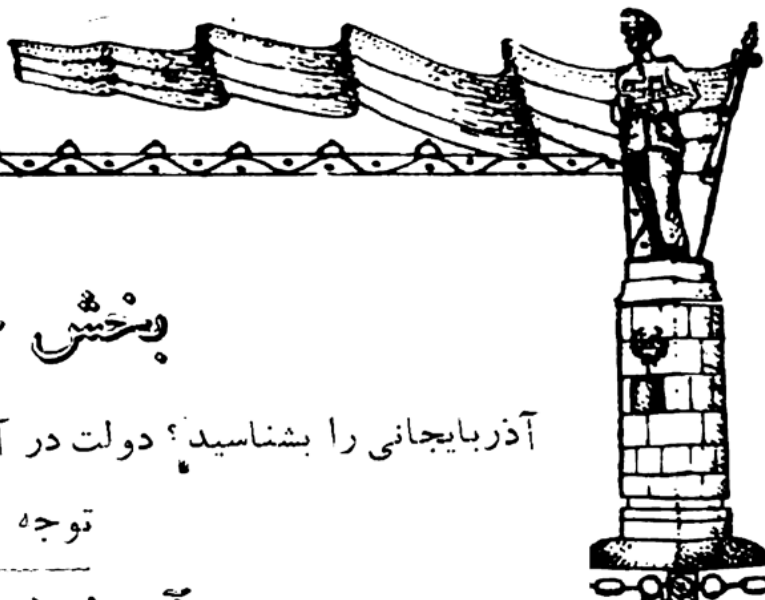 بخش
آذربایجانی را بشناسید؟ دولت در آ
توجه